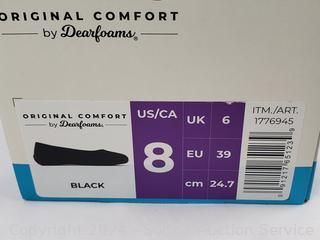 ORIGINAL COMFORT
by Dearfoams.®
ORIGINAL COMFORT
by Dearfoams.
BLACK
US/CA
8
UK 6
EU 39
cm 24.7
ITM./ART.
1776945